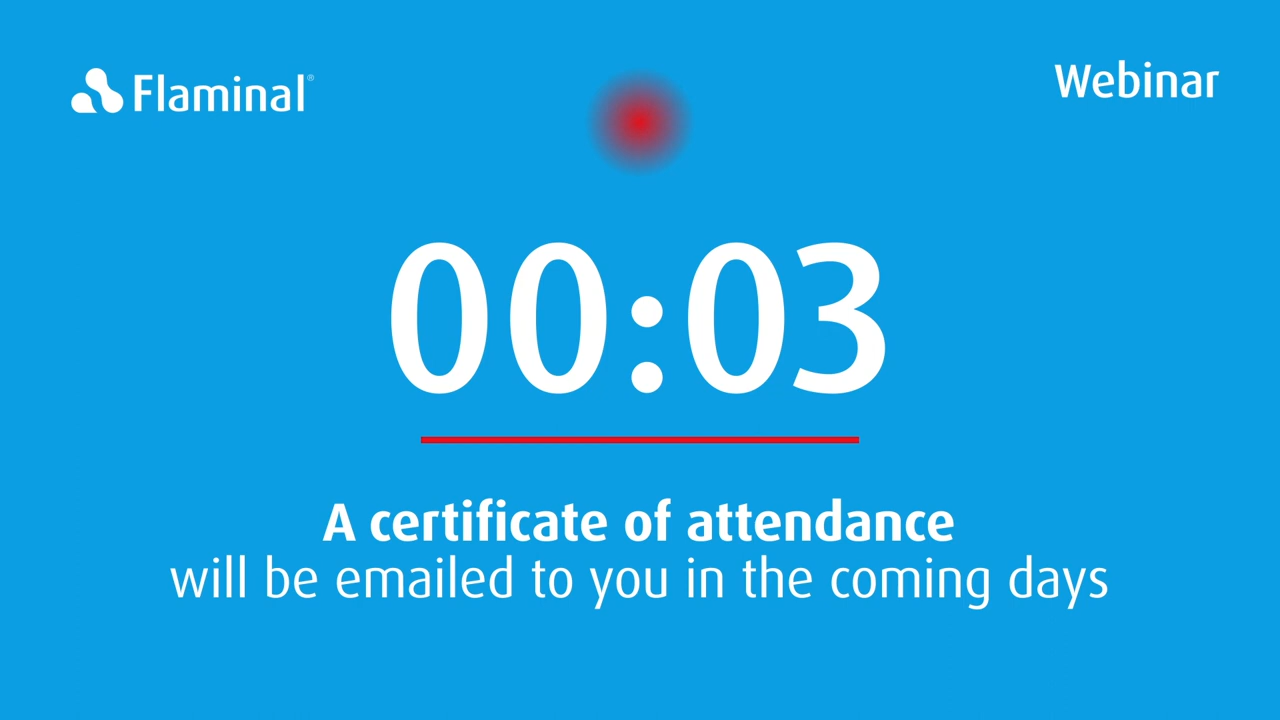 Flaminal®
Webinar
00:03
A certificate of attendance
will be emailed to you in the coming days